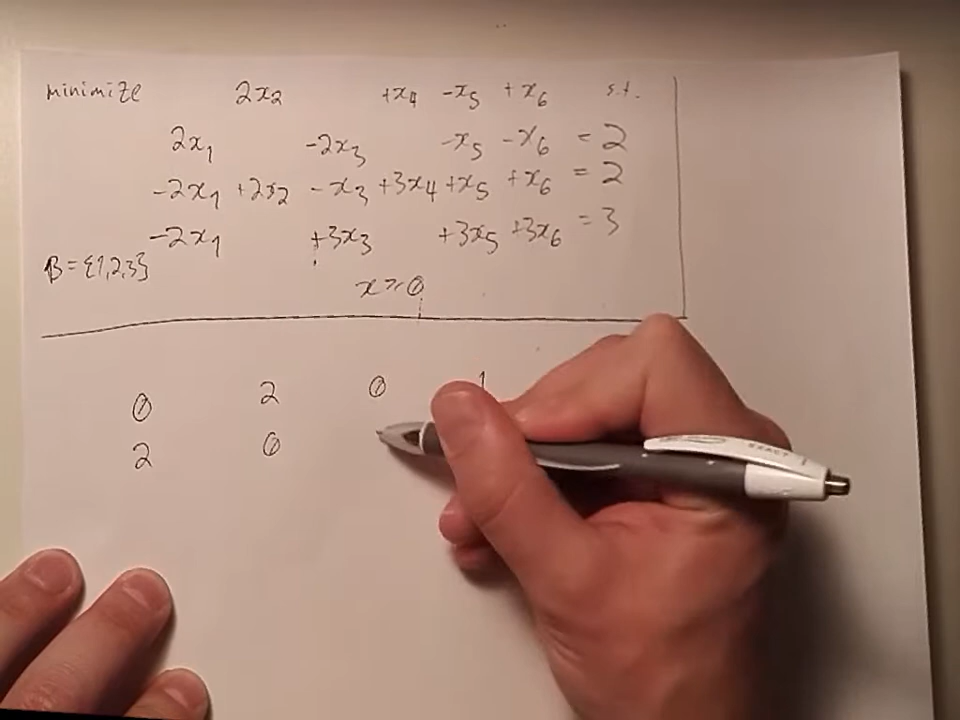 minimize 2x₂ +x₄ -x₅ +x₆ s.t.
2x₁ -2x₃ -x₅ -x₆ = 2
-2x₁ +2x₂ -x₃ +3x₄ +x₅ +x₆ = 2
-2x₁ +3x₃ +3x₅ +3x₆ = 3
B = {1,2,3}
x ≥ 0
0 2 0 1
2 0
EXACT